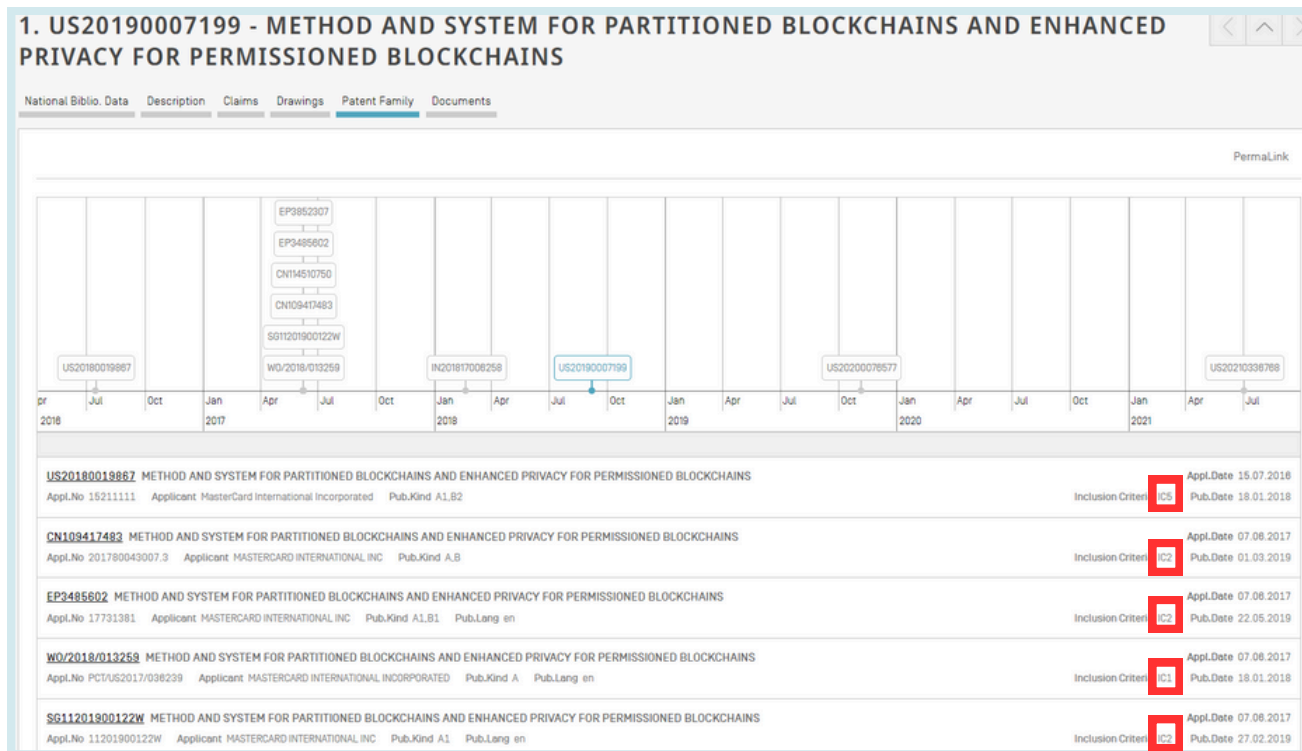 1. US20190007199 - METHOD AND SYSTEM FOR PARTITIONED BLOCKCHAINS AND ENHANCED
PRIVACY FOR PERMISSIONED BLOCKCHAINS
National Biblio. Data Description Claims Drawings Patent Family Documents
PermaLink
EP3852307
EP3485602
CN114510750
CN109417483
SG11201900122W
US20180019867 WO/2018/013259 IN201817008258 US20190007199 US20200076577 US20210336768
pr Jul Oct Jan Apr Jul Oct Jan Apr Jul Oct Jan Apr Jul Oct Jan Apr Jul Oct Jan Apr Jul
2016 2017 2018 2019 2020 2021
US20180019867 METHOD AND SYSTEM FOR PARTITIONED BLOCKCHAINS AND ENHANCED PRIVACY FOR PERMISSIONED BLOCKCHAINS Appl.Date 15.07.2016
Appl.No 15211111 Applicant MasterCard International Incorporated Pub.Kind A1,B2 Inclusion Criteri IC5 Pub.Date 18.01.2018
CN109417483 METHOD AND SYSTEM FOR PARTITIONED BLOCKCHAINS AND ENHANCED PRIVACY FOR PERMISSIONED BLOCKCHAINS Appl.Date 07.06.2017
Appl.No 201780043007.3 Applicant MASTERCARD INTERNATIONAL INC Pub.Kind A,B Inclusion Criteri IC2 Pub.Date 01.03.2019
EP3485602 METHOD AND SYSTEM FOR PARTITIONED BLOCKCHAINS AND ENHANCED PRIVACY FOR PERMISSIONED BLOCKCHAINS Appl.Date 07.06.2017
Appl.No 17731381 Applicant MASTERCARD INTERNATIONAL INC Pub.Kind A1,B1 Pub.Lang en Inclusion Criteri IC2 Pub.Date 22.05.2019
WO/2018/013259 METHOD AND SYSTEM FOR PARTITIONED BLOCKCHAINS AND ENHANCED PRIVACY FOR PERMISSIONED BLOCKCHAINS Appl.Date 07.06.2017
Appl.No PCT/US2017/036239 Applicant MASTERCARD INTERNATIONAL INCORPORATED Pub.Kind A Pub.Lang en Inclusion Criteri IC1 Pub.Date 18.01.2018
SG11201900122W METHOD AND SYSTEM FOR PARTITIONED BLOCKCHAINS AND ENHANCED PRIVACY FOR PERMISSIONED BLOCKCHAINS Appl.Date 07.06.2017
Appl.No 11201900122W Applicant MASTERCARD INTERNATIONAL INC Pub.Kind A1 Pub.Lang en Inclusion Criteri IC2 Pub.Date 27.02.2019